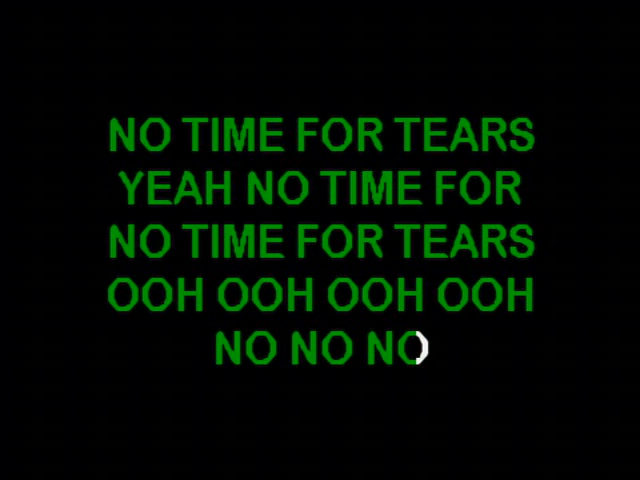 NO TIME FOR TEARS
YEAH NO TIME FOR
NO TIME FOR TEARS
OOH OOH OOH OOH
NO NO NO